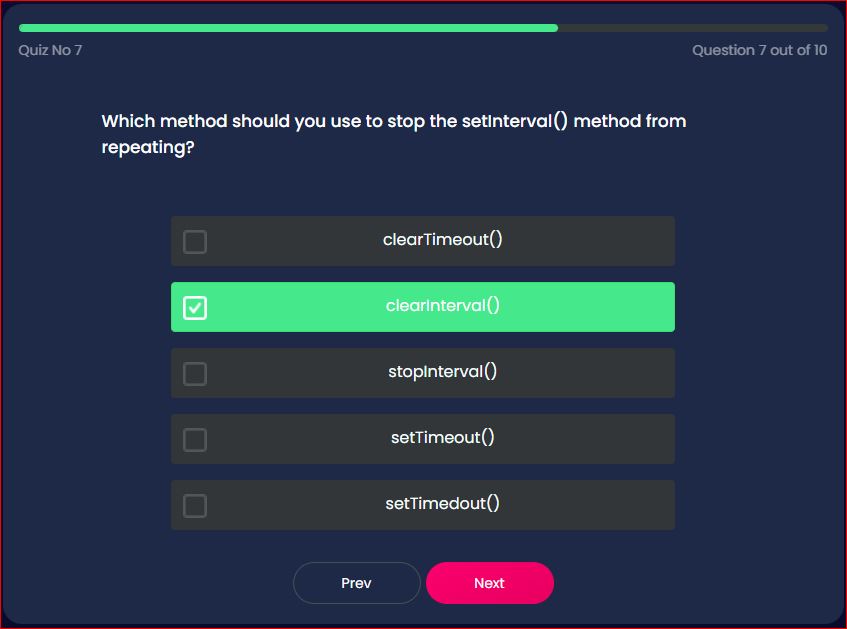 Quiz No 7
Question 7 out of 10
Which method should you use to stop the setInterval() method from
repeating?
clearTimeout()
clearInterval()
stopInterval()
setTimeout()
setTimedout()
Prev
Next